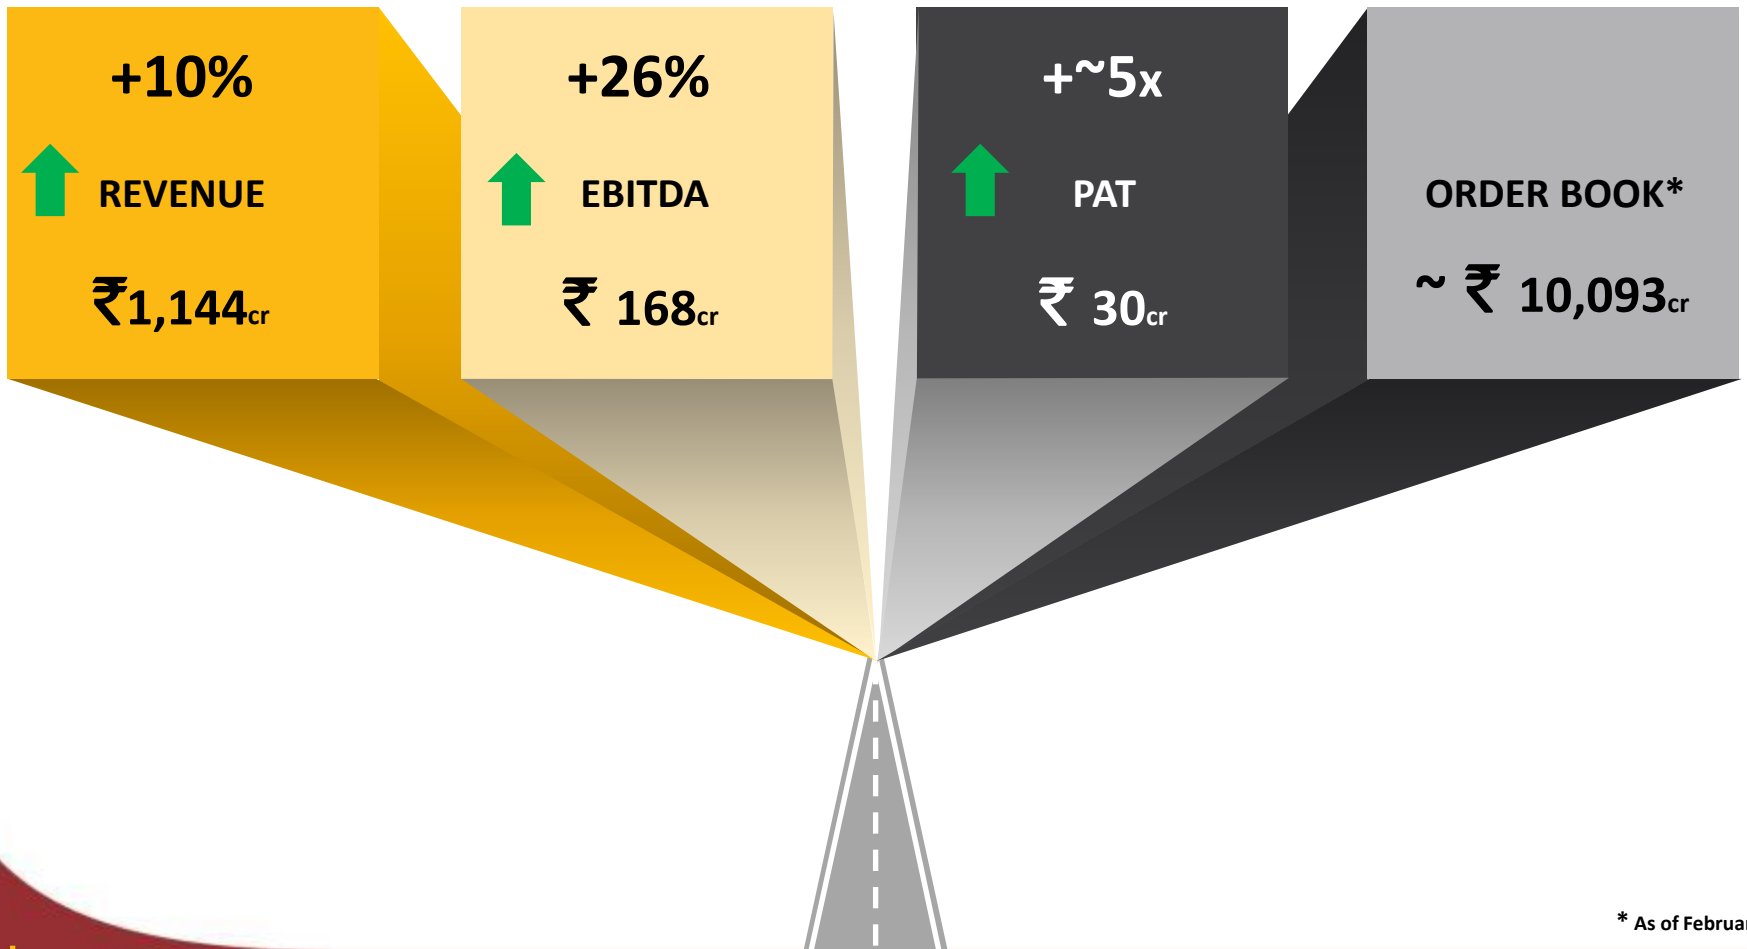 +10%
REVENUE
₹1,144cr
+26%
EBITDA
₹ 168cr
+~5x
PAT
₹ 30cr
ORDER BOOK*
~ ₹ 10,093cr
* As of